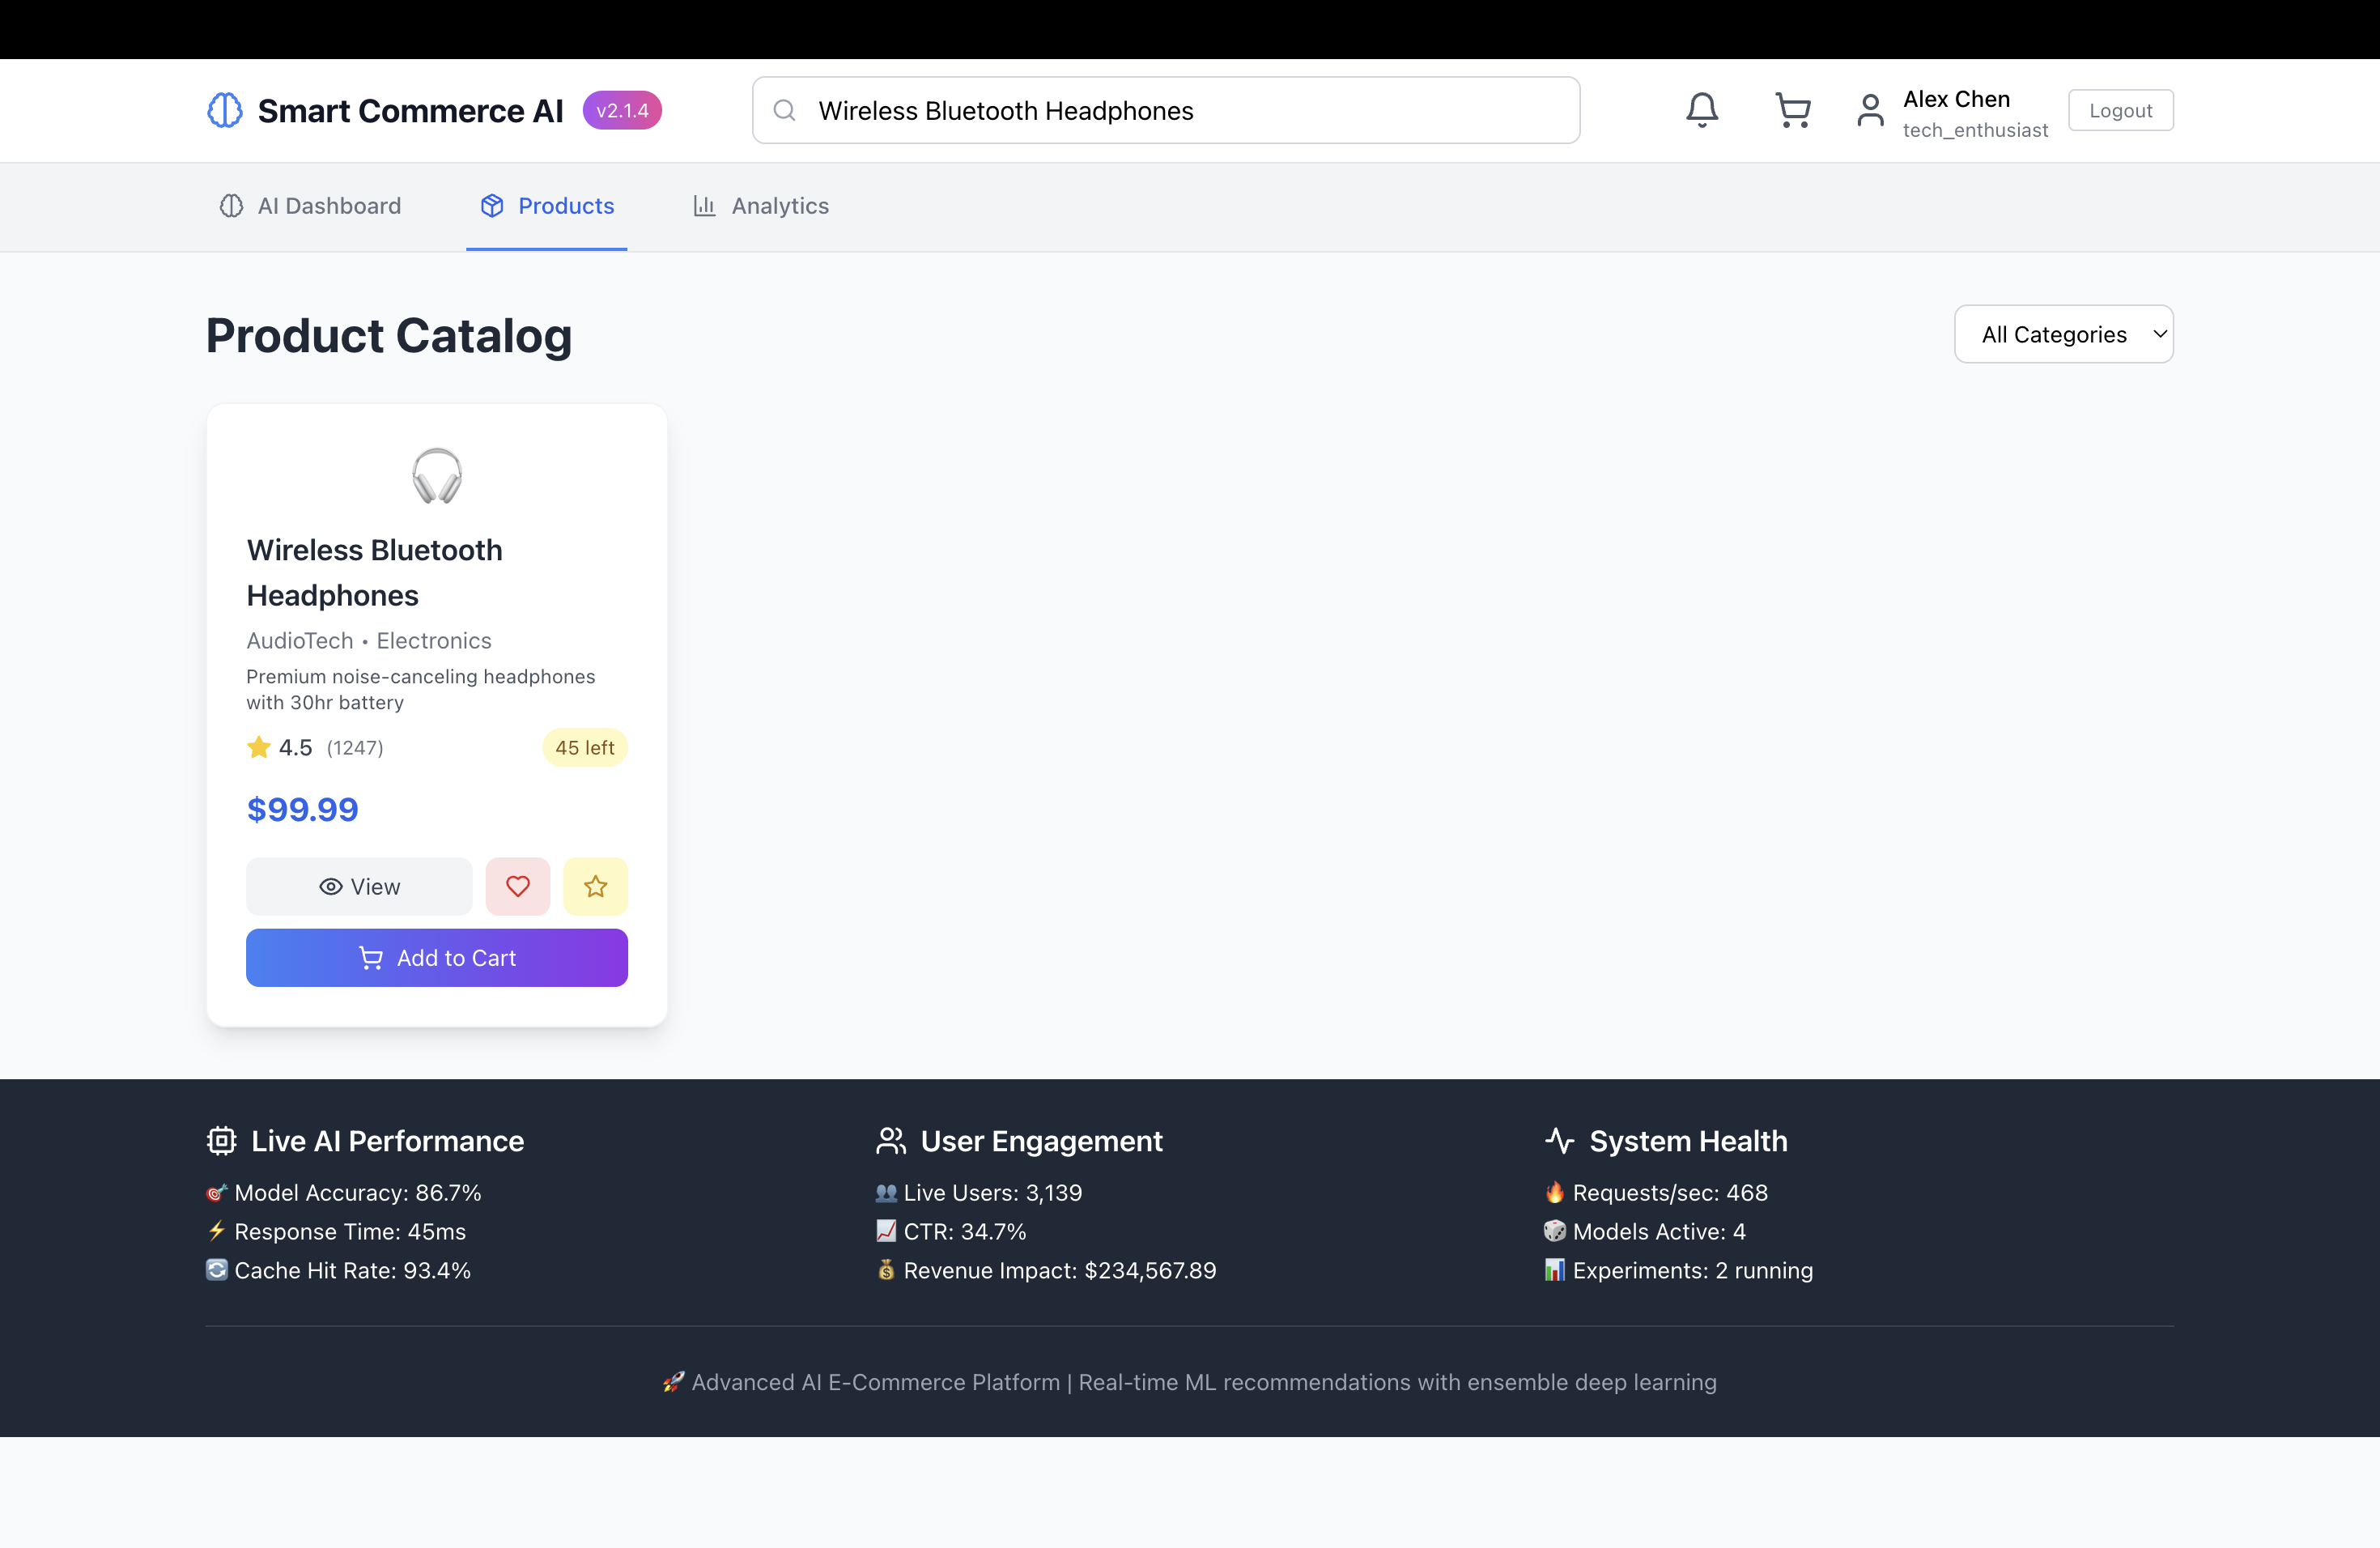 Smart Commerce AI v2.1.4
Wireless Bluetooth Headphones
Alex Chen
tech_enthusiast
Logout
AI Dashboard
Products
Analytics
Product Catalog
All Categories
Wireless Bluetooth
Headphones
AudioTech • Electronics
Premium noise-canceling headphones
with 30hr battery
4.5 (1247)
45 left
$99.99
View
Add to Cart
Live AI Performance
Model Accuracy: 86.7%
Response Time: 45ms
Cache Hit Rate: 93.4%
User Engagement
Live Users: 3,139
CTR: 34.7%
Revenue Impact: $234,567.89
System Health
Requests/sec: 468
Models Active: 4
Experiments: 2 running
Advanced AI E-Commerce Platform | Real-time ML recommendations with ensemble deep learning